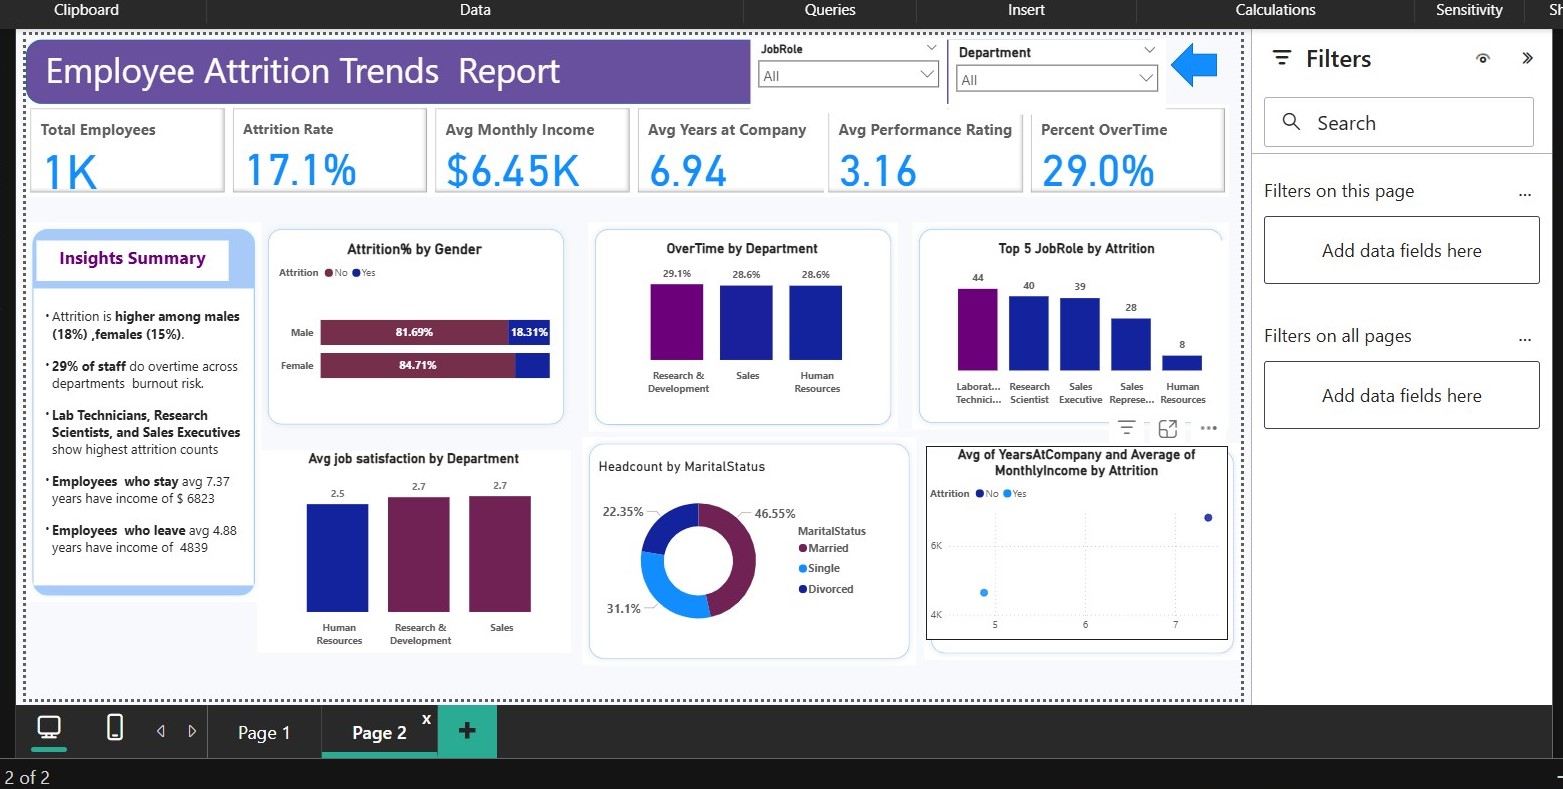 Clipboard
Data
Queries
Insert
Calculations
Sensitivity
Employee Attrition Trends Report
JobRole
All
Department
All
Filters
Search
Filters on this page
...
Add data fields here
Filters on all pages
...
Add data fields here
Total Employees
1K
Attrition Rate
17.1%
Avg Monthly Income
$6.45K
Avg Years at Company
6.94
Avg Performance Rating
3.16
Percent OverTime
29.0%
Insights Summary
• Attrition is higher among males
(18%) ,females (15%).
• 29% of staff do overtime across
departments burnout risk.
• Lab Technicians, Research
Scientists, and Sales Executives
show highest attrition counts
• Employees who stay avg 7.37
years have income of $ 6823
• Employees who leave avg 4.88
years have income of 4839
Attrition% by Gender
Attrition No Yes
Male 81.69% 18.31%
Female 84.71%
OverTime by Department
29.1% 28.6% 28.6%
Research & Sales Human
Development Resources
Top 5 JobRole by Attrition
44
40
39
28
8
Laborat... Research Sales Sales Human
Technici... Scientist Executive Represe... Resources
Avg job satisfaction by Department
2.5 2.7 2.7
Human Research & Sales
Resources Development
Headcount by MaritalStatus
22.35%
46.55%
31.1%
MaritalStatus
Married
Single
Divorced
Avg of YearsAtCompany and Average of
MonthlyIncome by Attrition
Attrition No Yes
6K
4K
5 6 7
Page 1
Page 2
x
2 of 2